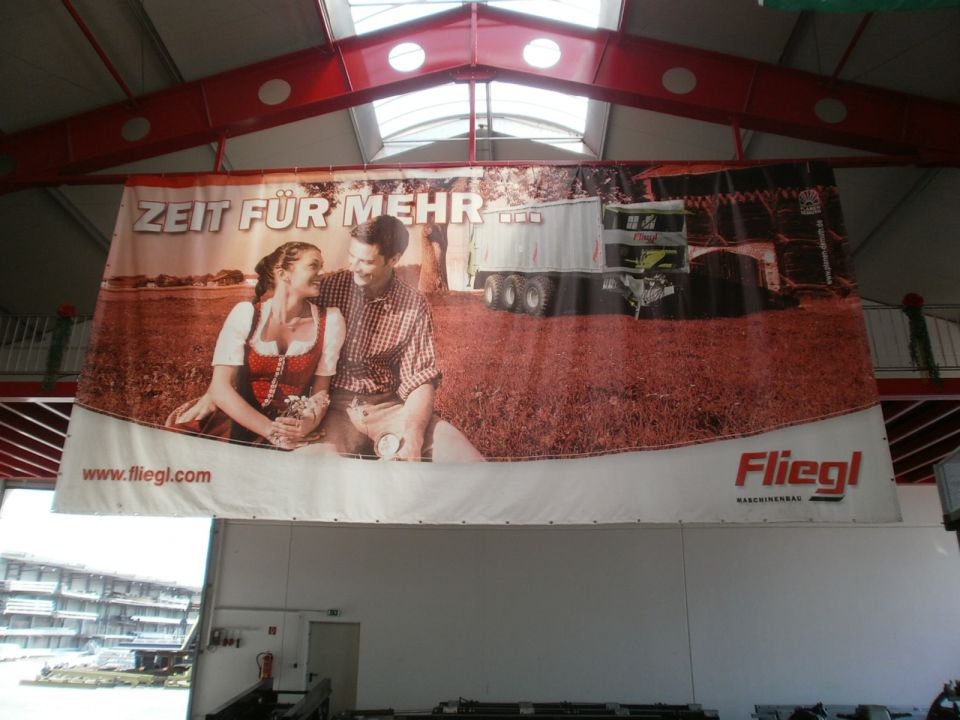 ZEIT FÜR MEHR ...
Fliegl
www.fliegl.com
Fliegl
MASCHINENBAU